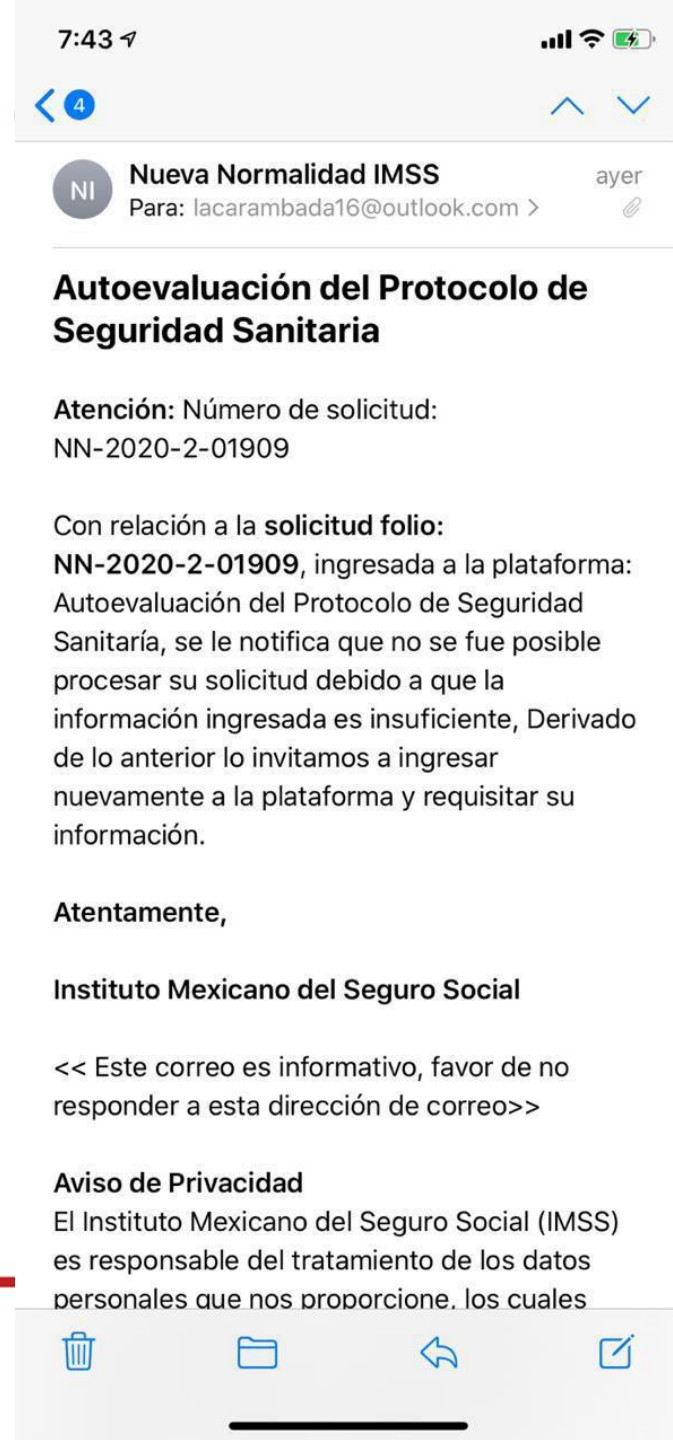 7:43
4
NI
Nueva Normalidad IMSS
ayer
Para: lacarambada16@outlook.com >
Autoevaluación del Protocolo de
Seguridad Sanitaria
Atención: Número de solicitud:
NN-2020-2-01909
Con relación a la solicitud folio:
NN-2020-2-01909, ingresada a la plataforma:
Autoevaluación del Protocolo de Seguridad
Sanitaría, se le notifica que no se fue posible
procesar su solicitud debido a que la
información ingresada es insuficiente, Derivado
de lo anterior lo invitamos a ingresar
nuevamente a la plataforma y requisitar su
información.
Atentamente,
Instituto Mexicano del Seguro Social
<< Este correo es informativo, favor de no
responder a esta dirección de correo>>
Aviso de Privacidad
El Instituto Mexicano del Seguro Social (IMSS)
es responsable del tratamiento de los datos
personales que nos proporcione, los cuales